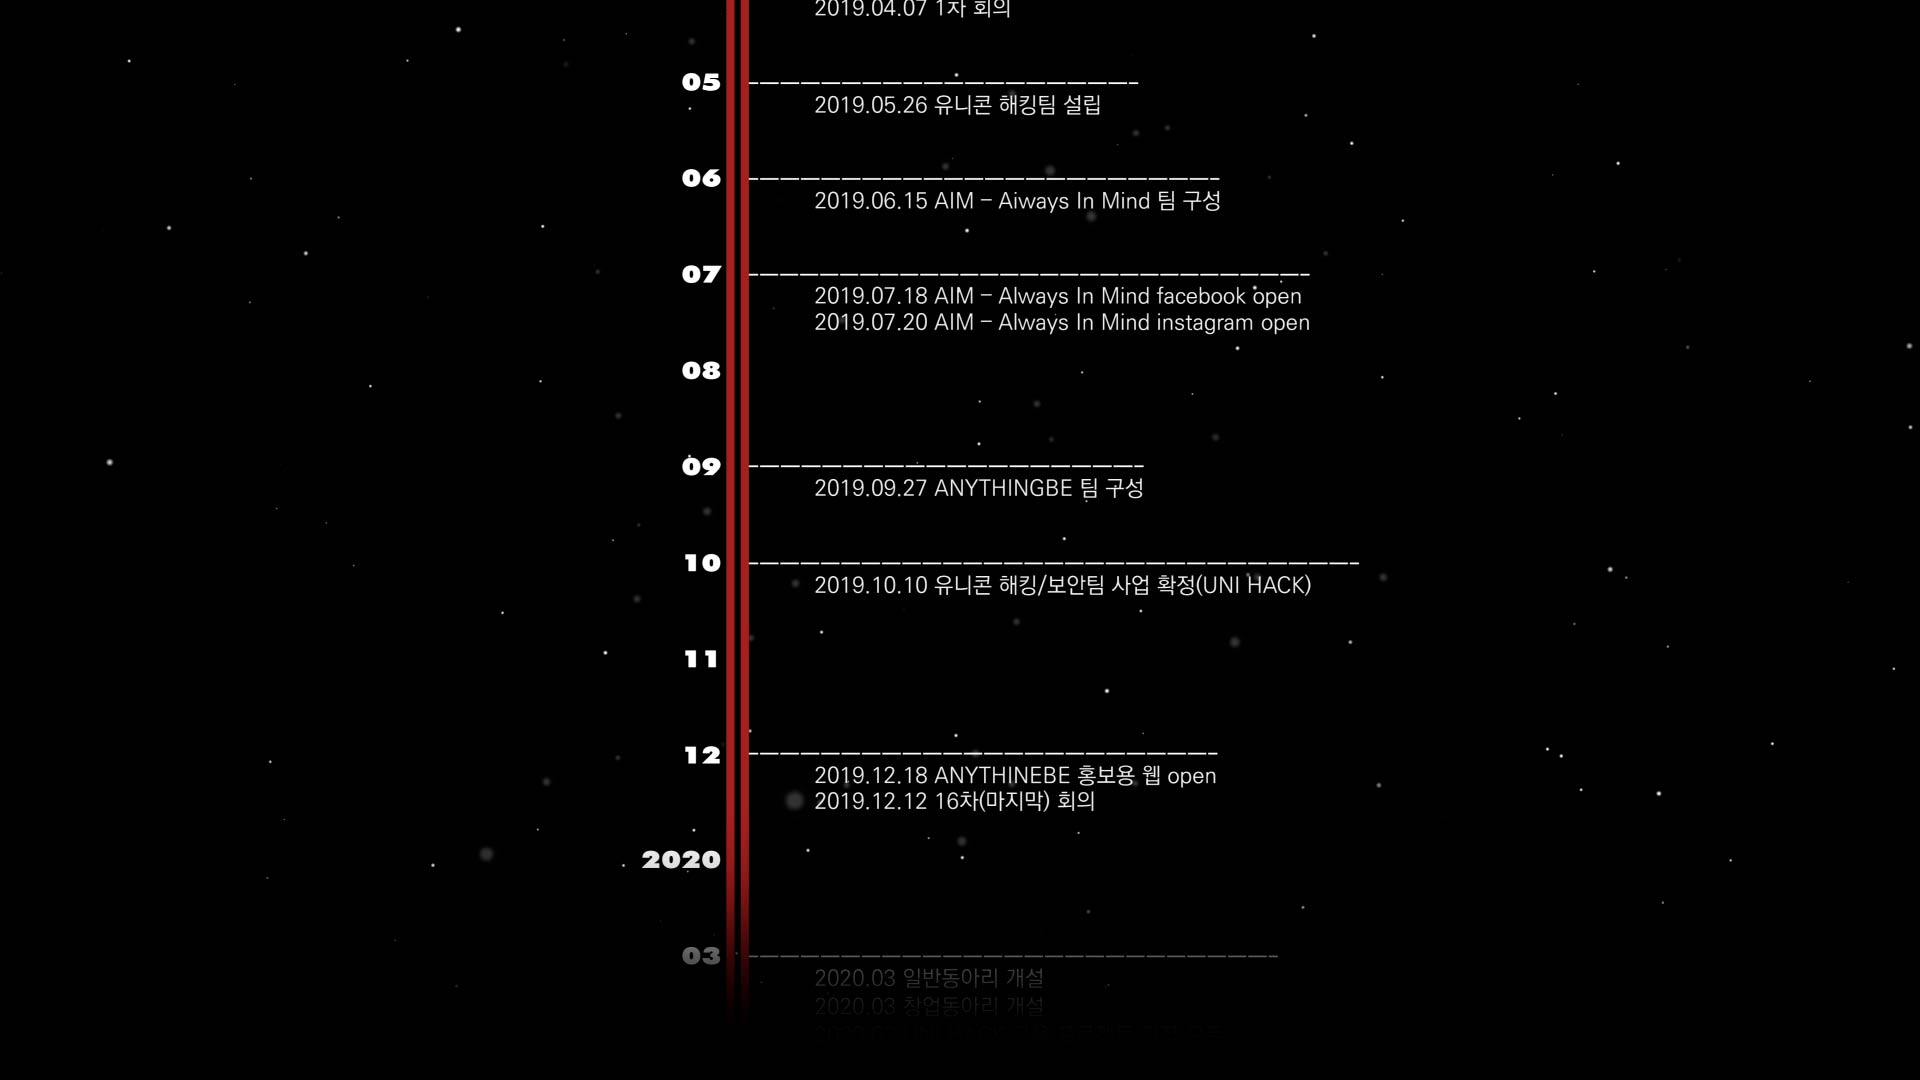 2019.04.07 1차 회의
05
2019.05.26 유니콘 해킹팀 설립
06
2019.06.15 AIM - Aiways In Mind 팀 구성
07
2019.07.18 AIM - Always In Mind facebook open
2019.07.20 AIM - Always In Mind instagram open
08
09
2019.09.27 ANYTHINGBE 팀 구성
10
2019.10.10 유니콘 해킹/보안팀 사업 확정(UNI HACK)
11
12
2019.12.18 ANYTHINEBE 홍보용 웹 open
2019.12.12 16차(마지막) 회의
2020
03
2020.03 일반동아리 개설
2020.03 창업동아리 개설